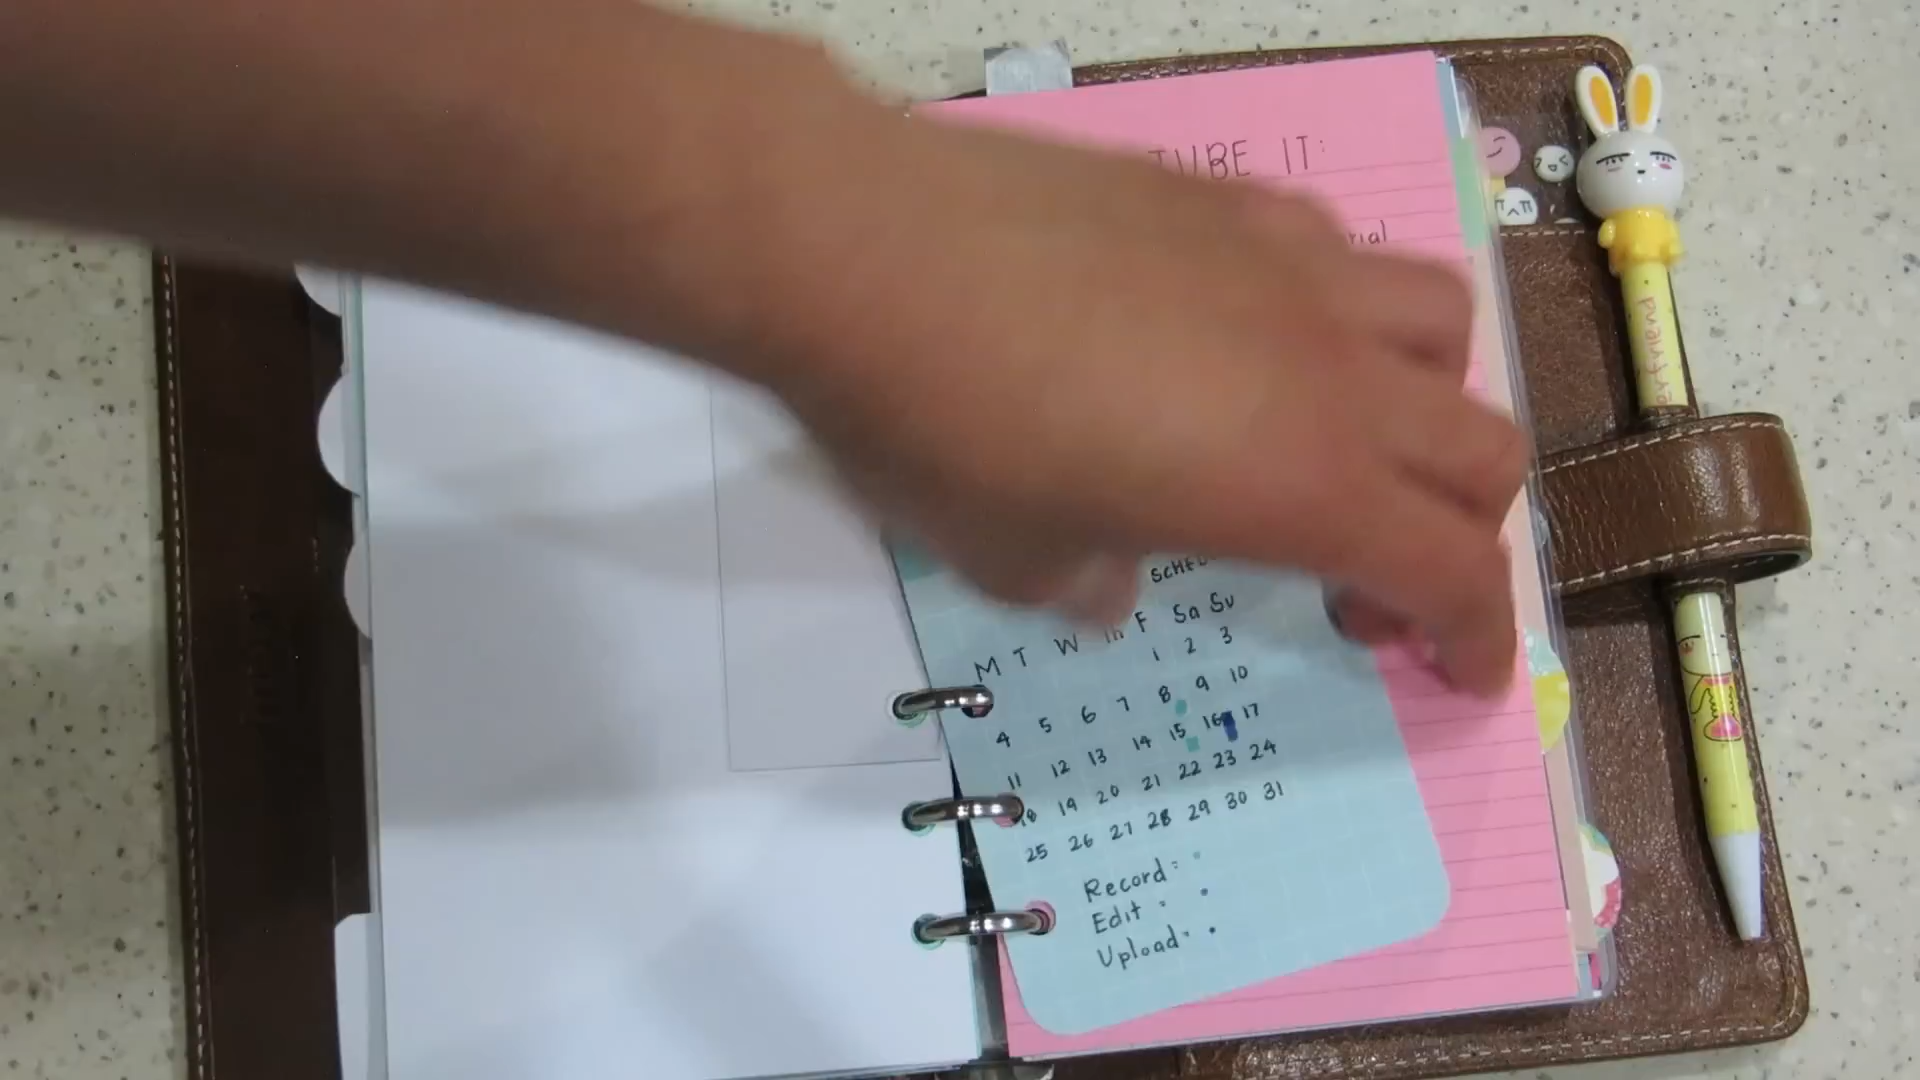 TUBE IT:
M T W Th F Sa Su
1 2 3
4 5 6 7 8 9 10
11 12 13 14 15 16 17
18 19 20 21 22 23 24
25 26 27 28 29 30 31
Record:
Edit:
Upload: